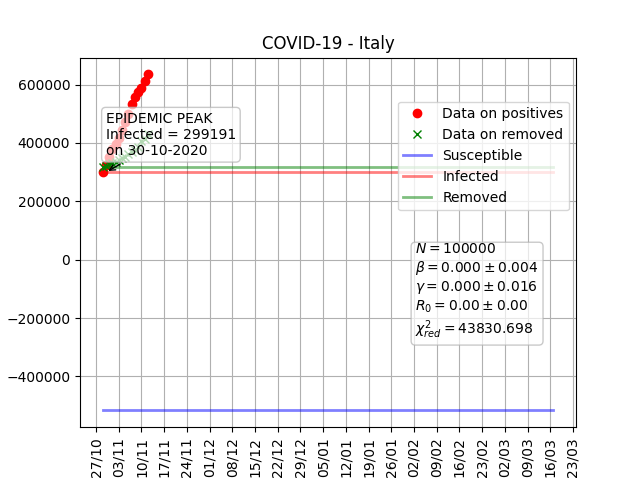 COVID-19 - Italy
600000
400000
200000
0
−200000
−400000
EPIDEMIC PEAK
Infected = 299191
on 30-10-2020
Data on positives
Data on removed
Susceptible
Infected
Removed
N = 100000
β = 0.000 ± 0.004
γ = 0.000 ± 0.016
R₀ = 0.00 ± 0.00
χ²red = 43830.698
27/10
03/11
10/11
17/11
24/11
01/12
08/12
15/12
22/12
29/12
05/01
12/01
19/01
26/01
02/02
09/02
16/02
23/02
02/03
09/03
16/03
23/03